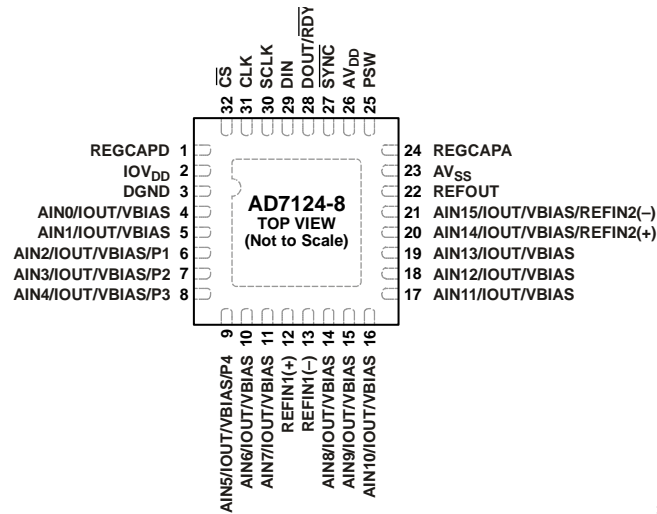 32 C̅S̅
31 CLK
30 SCLK
29 DIN
28 DOUT/R̅D̅Y̅
27 S̅Y̅N̅C̅
26 AVDD
25 PSW
REGCAPD 1
IOVDD 2
DGND 3
AIN0/IOUT/VBIAS 4
AIN1/IOUT/VBIAS 5
AIN2/IOUT/VBIAS/P1 6
AIN3/IOUT/VBIAS/P2 7
AIN4/IOUT/VBIAS/P3 8
AD7124-8
TOP VIEW
(Not to Scale)
24 REGCAPA
23 AVSS
22 REFOUT
21 AIN15/IOUT/VBIAS/REFIN2(–)
20 AIN14/IOUT/VBIAS/REFIN2(+)
19 AIN13/IOUT/VBIAS
18 AIN12/IOUT/VBIAS
17 AIN11/IOUT/VBIAS
AIN5/IOUT/VBIAS/P4 9
AIN6/IOUT/VBIAS 10
AIN7/IOUT/VBIAS 11
REFIN1(+) 12
REFIN1(–) 13
AIN8/IOUT/VBIAS 14
AIN9/IOUT/VBIAS 15
AIN10/IOUT/VBIAS 16